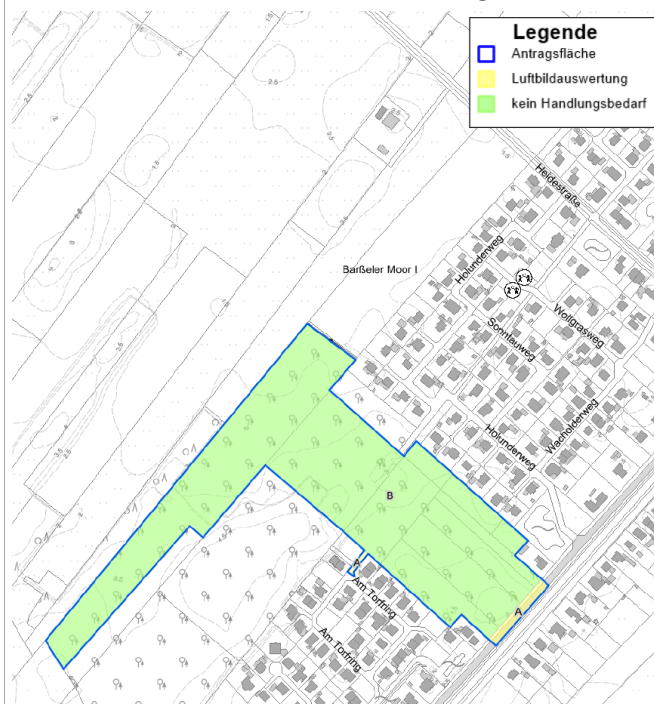 Legende
Antragsfläche
Luftbildauswertung
kein Handlungsbedarf
Heidestraße
Barßeler Moor I
Holunderweg
Wollgrasweg
Sonntauweg
Wacholderweg
Holunderweg
B
A
Am Torfring
A
Am Torfring